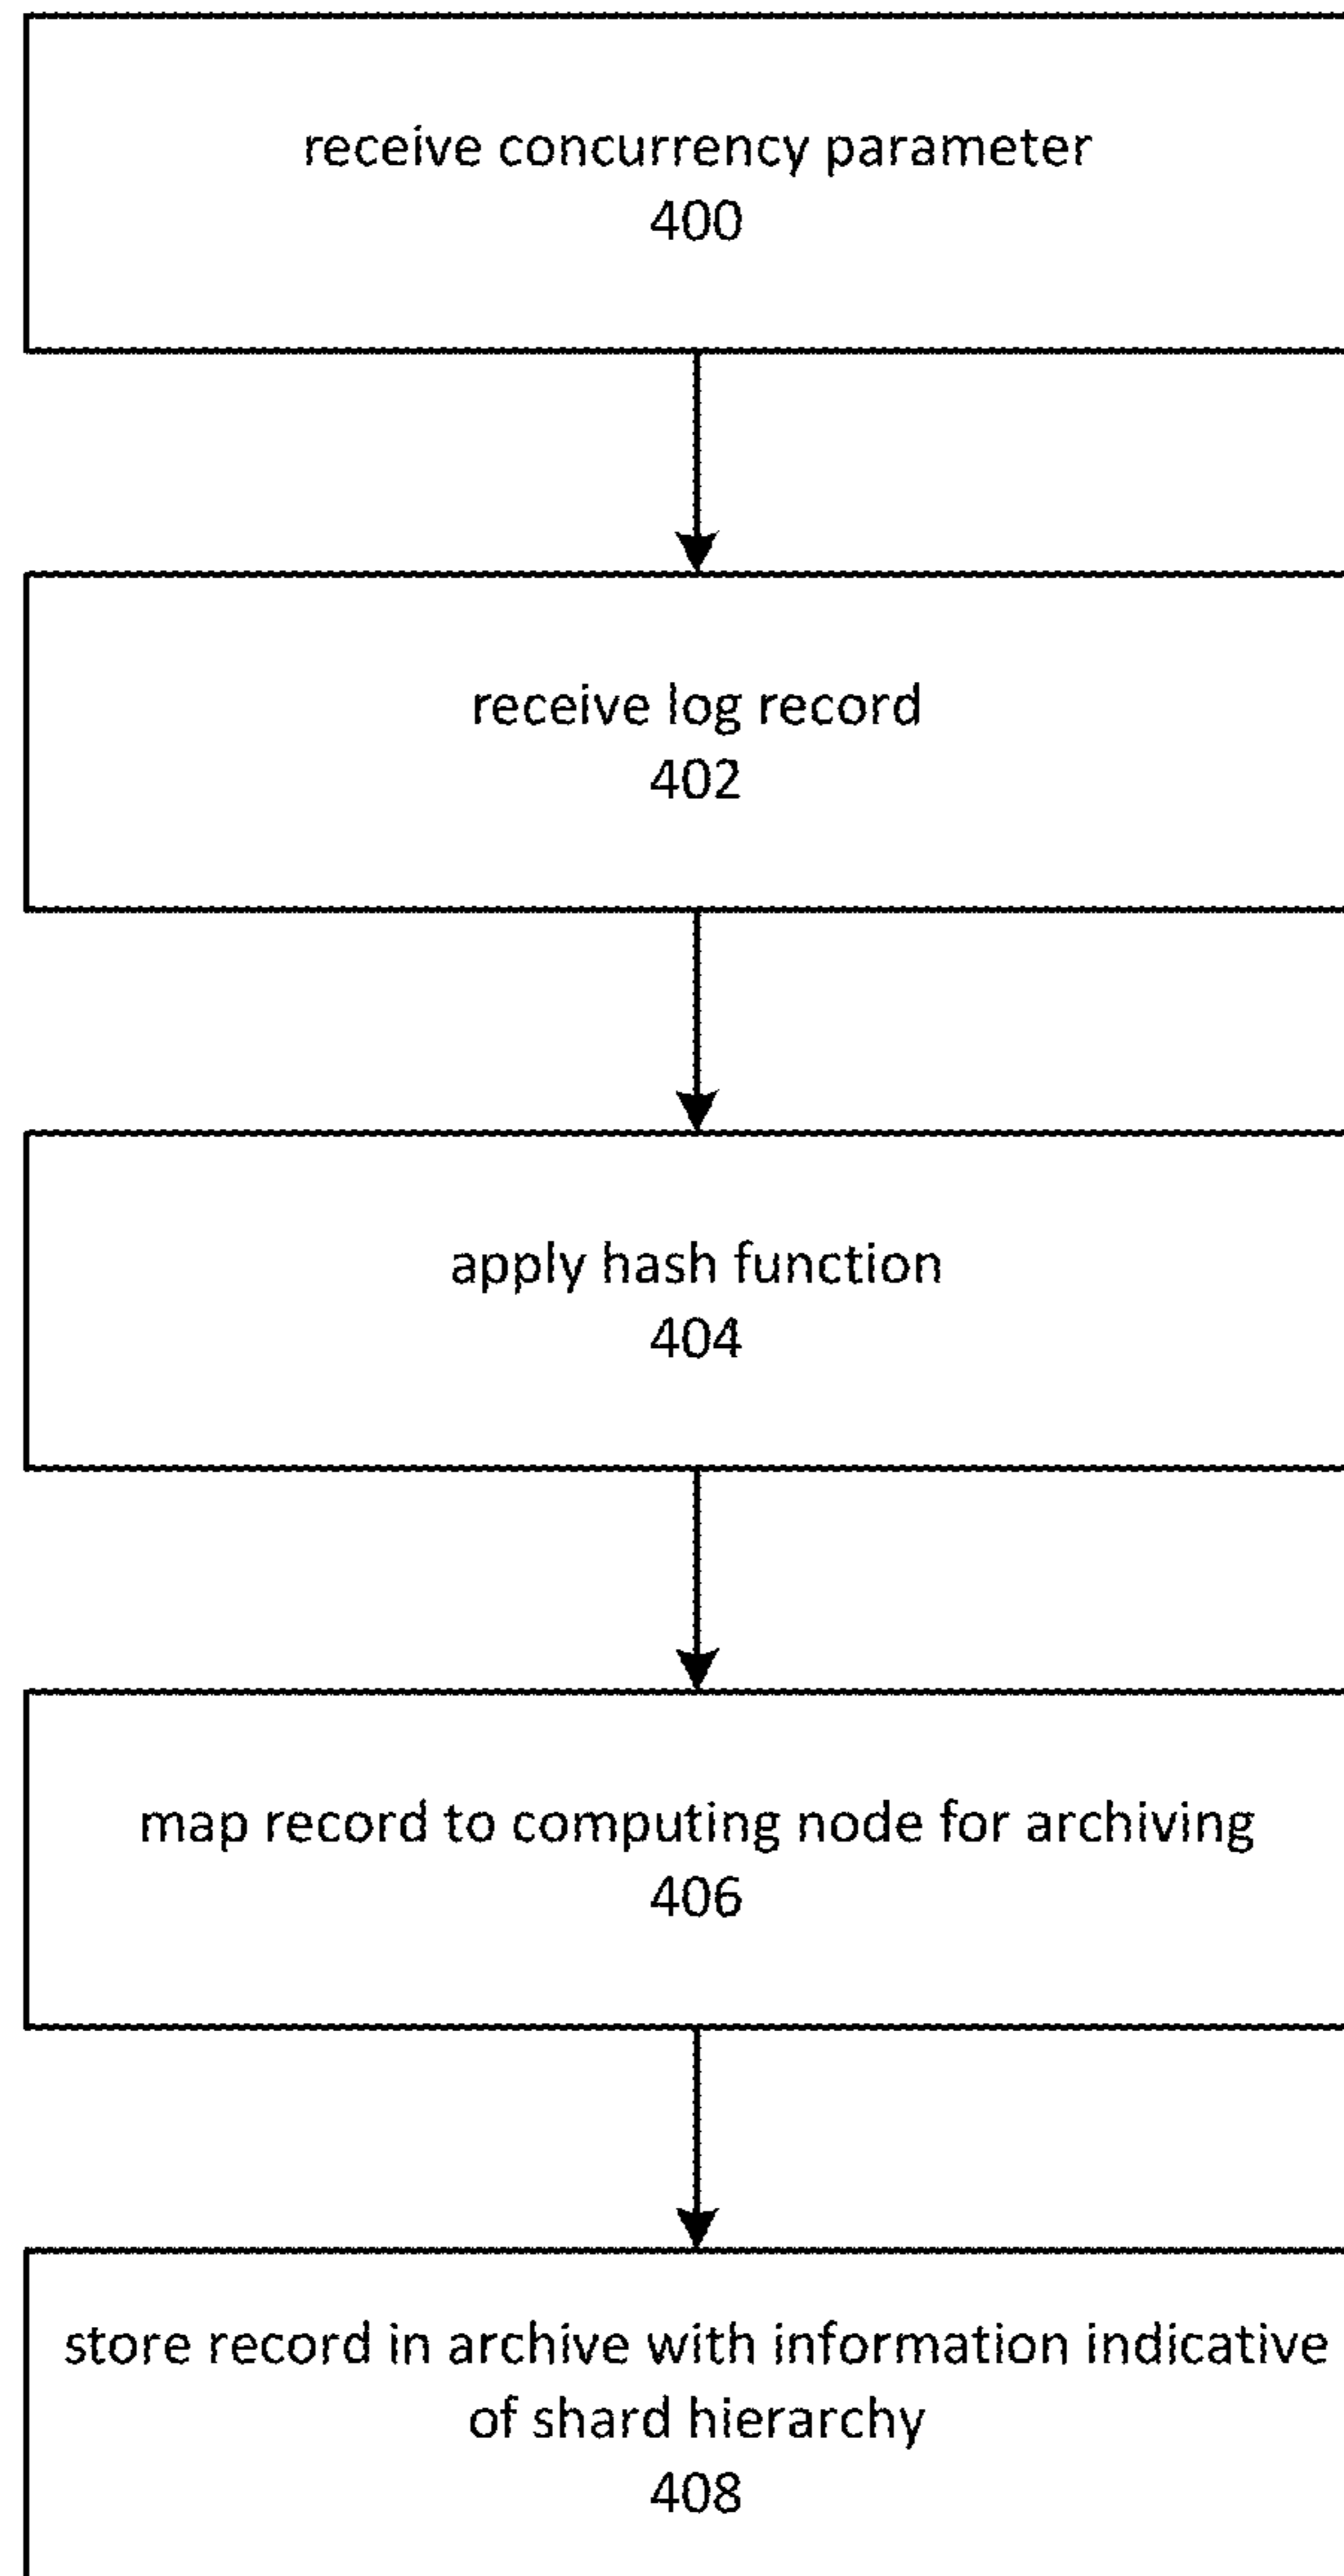 receive concurrency parameter
400
receive log record
402
apply hash function
404
map record to computing node for archiving
406
store record in archive with information indicative
of shard hierarchy
408